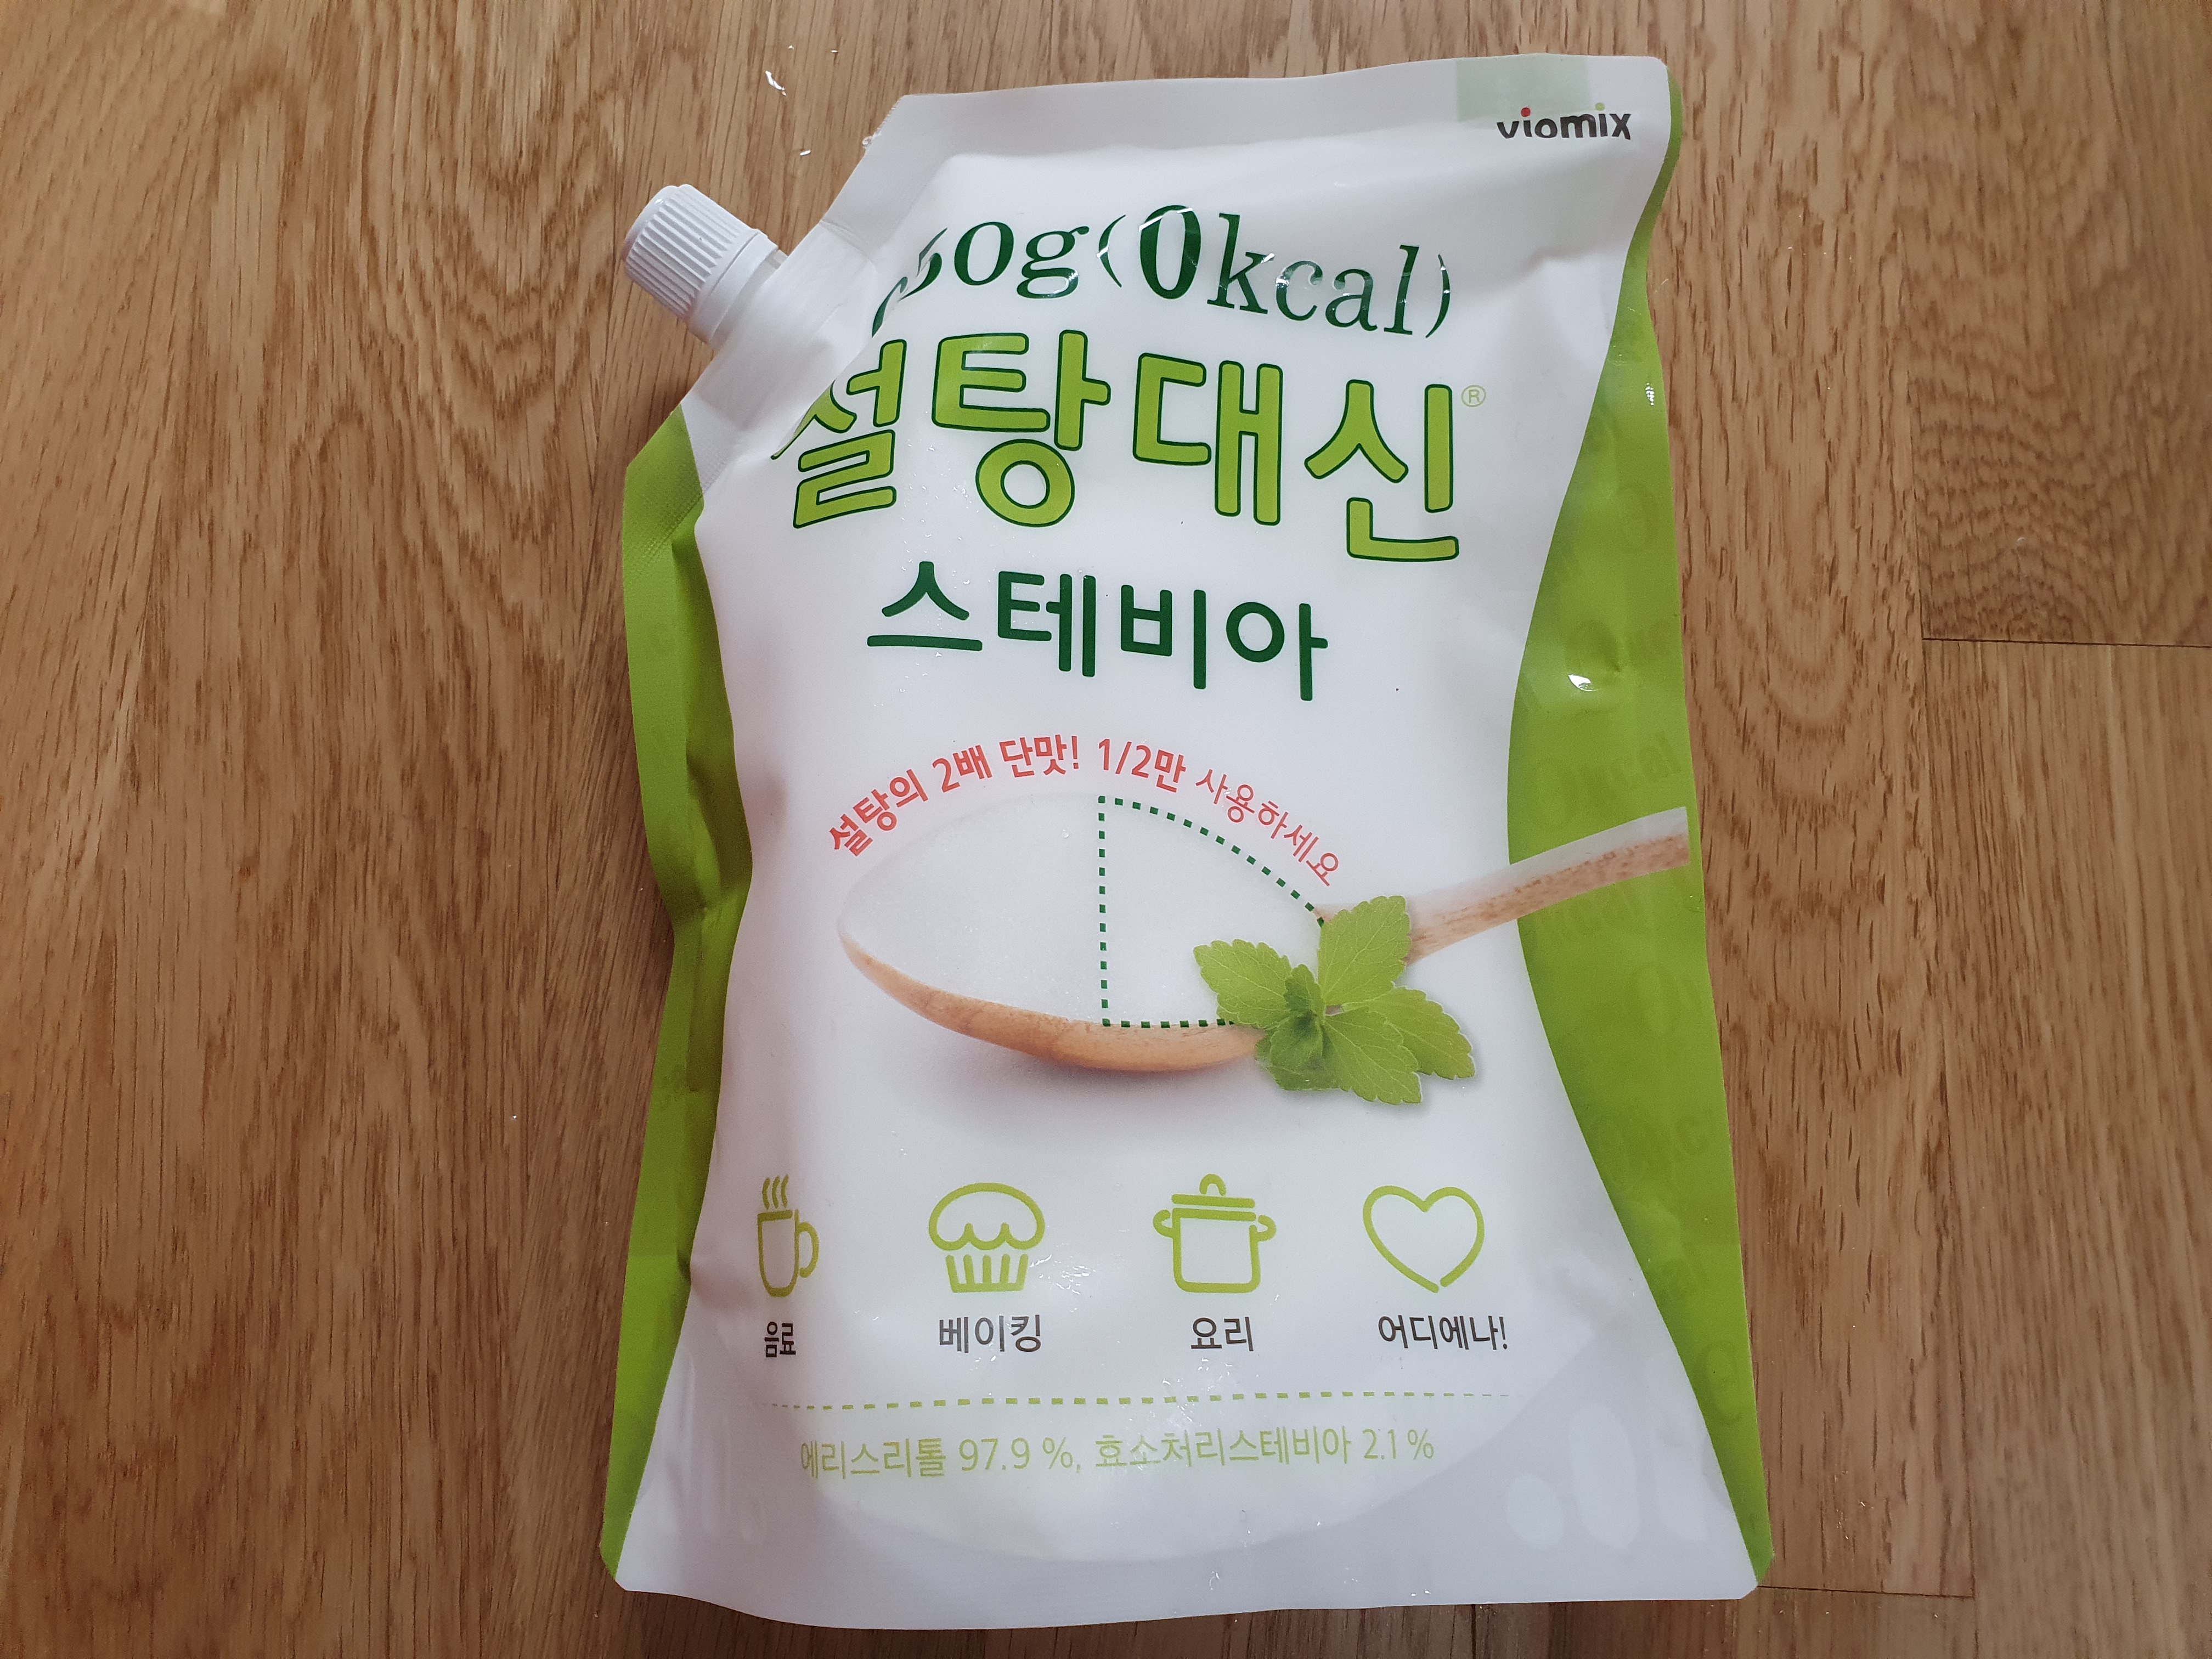 viomix
50g(0kcal)
설탕대신®
스테비아
설탕의 2배 단맛! 1/2만 사용하세요
음료 베이킹 요리 어디에나!
에리스리톨 97.9 %, 효소처리스테비아 2.1 %